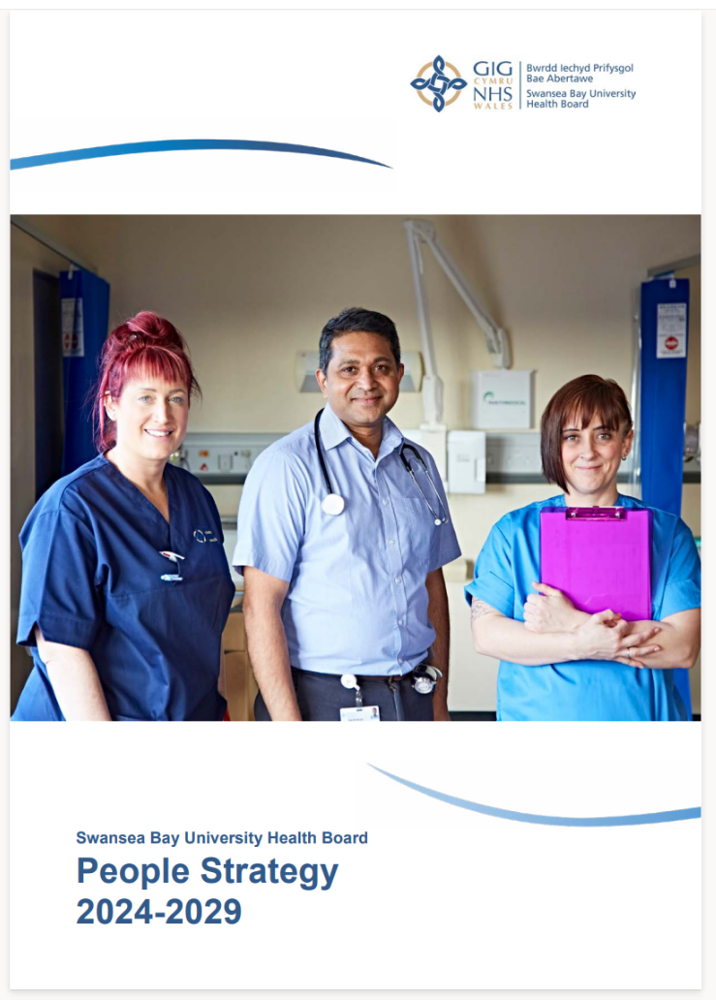 GIG
CYMRU
NHS
WALES
Bwrdd Iechyd Prifysgol
Bae Abertawe
Swansea Bay University
Health Board
Swansea Bay University Health Board
People Strategy
2024-2029